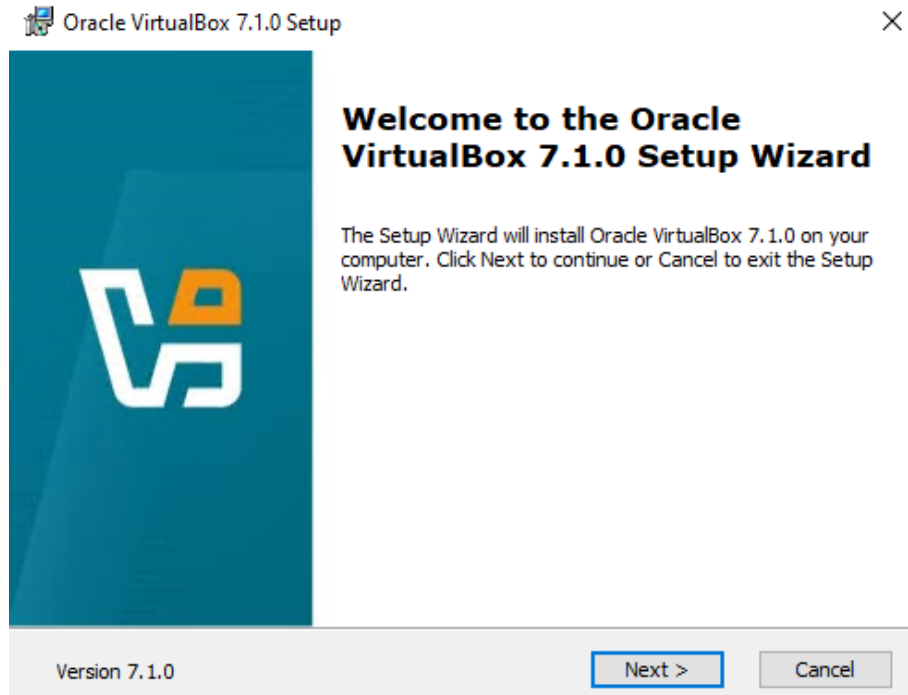 Oracle VirtualBox 7.1.0 Setup
Welcome to the Oracle
VirtualBox 7.1.0 Setup Wizard
The Setup Wizard will install Oracle VirtualBox 7.1.0 on your
computer. Click Next to continue or Cancel to exit the Setup
Wizard.
Version 7.1.0
Next >
Cancel